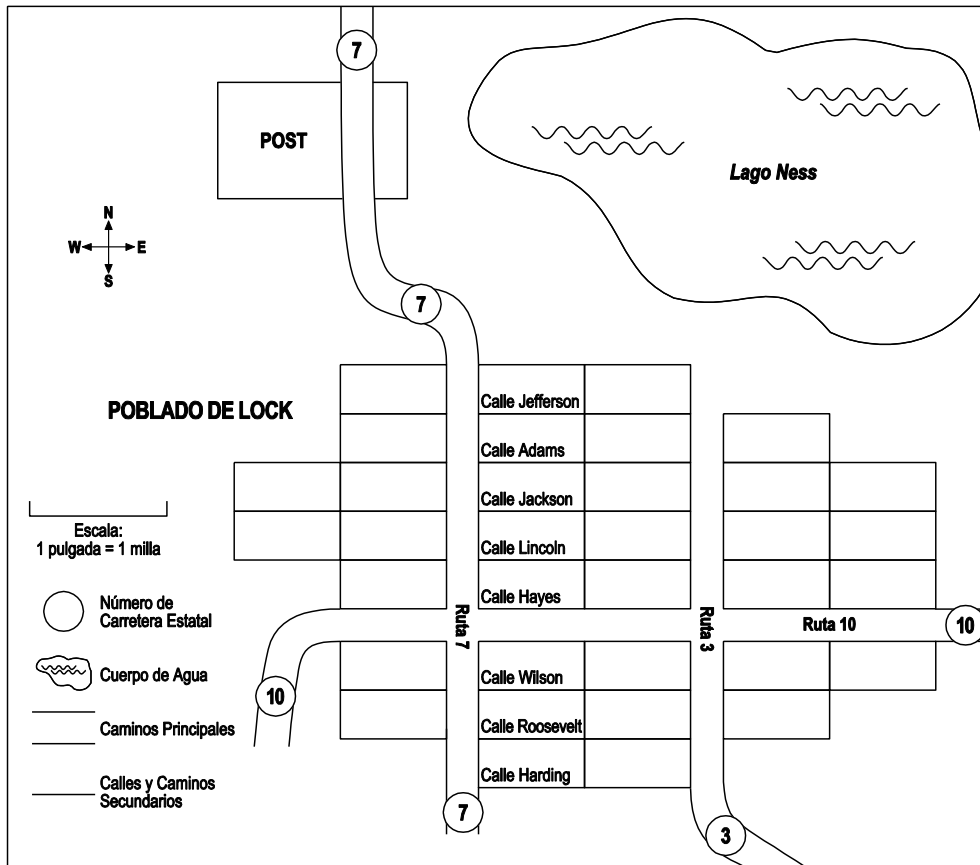 7
POST
Lago Ness
N
W E
S
7
POBLADO DE LOCK
Calle Jefferson
Calle Adams
Calle Jackson
Calle Lincoln
Calle Hayes
Ruta 7
Ruta 3
Ruta 10
10
Calle Wilson
Calle Roosevelt
Calle Harding
10
7
3
Escala:
1 pulgada = 1 milla
Número de
Carretera Estatal
Cuerpo de Agua
Caminos Principales
Calles y Caminos
Secundarios